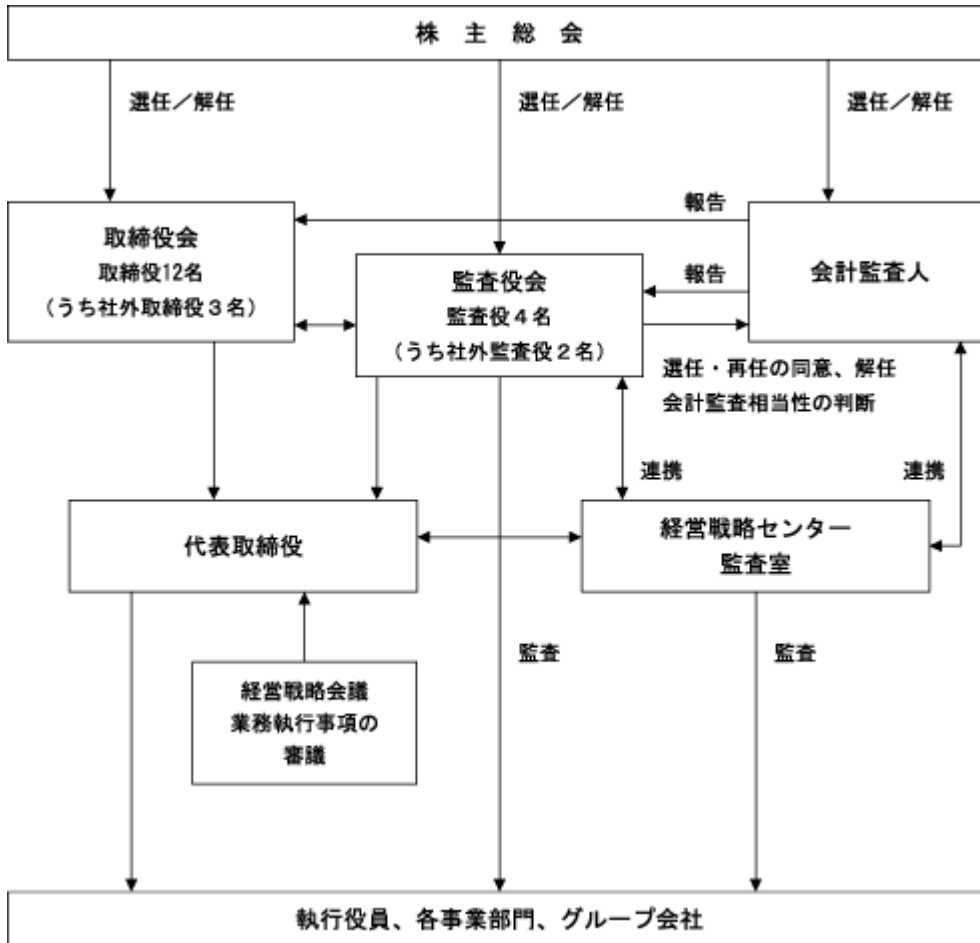 株 主 総 会
選任／解任
選任／解任
選任／解任
取締役会
取締役12名
（うち社外取締役３名）
報告
会計監査人
監査役会
監査役４名
（うち社外監査役２名）
報告
選任・再任の同意、解任
会計監査相当性の判断
連携
連携
代表取締役
経営戦略センター
監査室
経営戦略会議
業務執行事項の
審議
監査
監査
執行役員、各事業部門、グループ会社